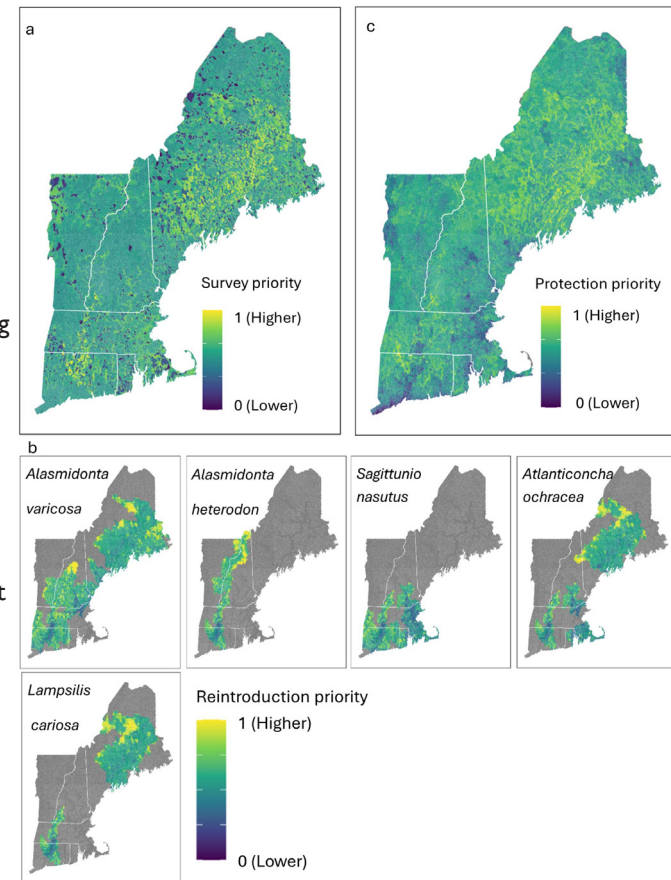 a
Survey priority
1 (Higher)
0 (Lower)
c
Protection priority
1 (Higher)
0 (Lower)
g
b
Alasmidonta
varicosa
Alasmidonta
heterodon
Sagittunio
nasutus
Atlanticoncha
ochracea
t
Lampsilis
cariosa
Reintroduction priority
1 (Higher)
0 (Lower)